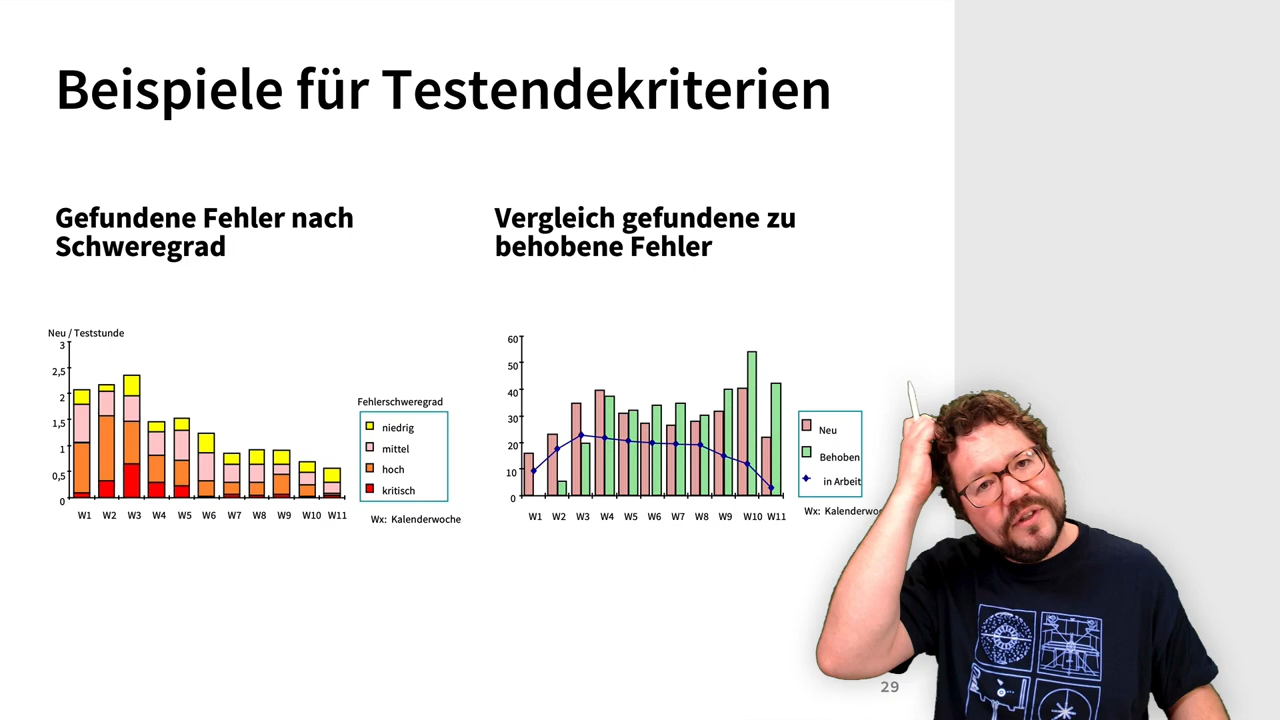 Beispiele für Testendekriterien
Gefundene Fehler nach
Schweregrad
Neu / Teststunde
3
2,5
2
1,5
1
0,5
0
W1 W2 W3 W4 W5 W6 W7 W8 W9 W10 W11
Fehlerschweregrad
niedrig
mittel
hoch
kritisch
Wx: Kalenderwoche
Vergleich gefundene zu
behobene Fehler
60
50
40
30
20
10
0
W1 W2 W3 W4 W5 W6 W7 W8 W9 W10 W11
Neu
Behoben
in Arbeit
Wx: Kalenderwoc
29